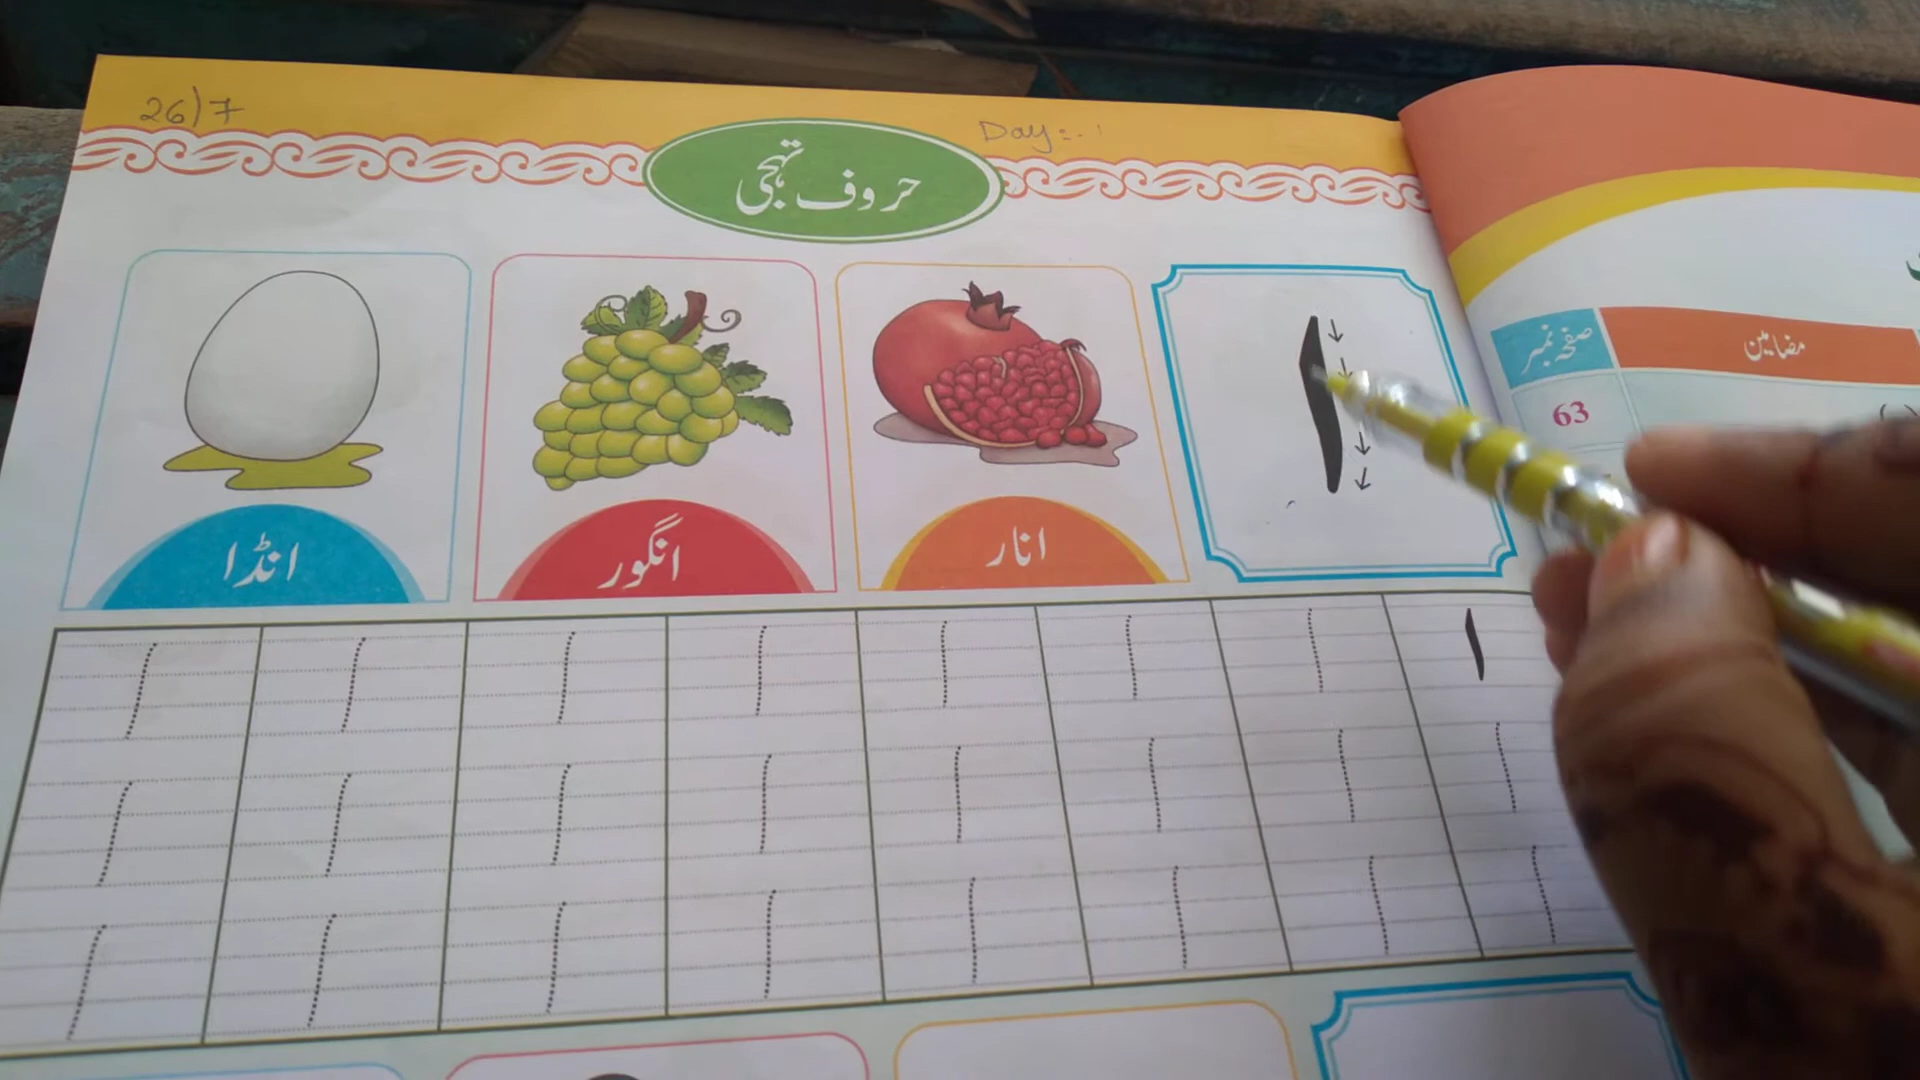 26)7
Day:- 1
حروف تہجی
ا
انار
انگور
انڈا
ا
مضامین
صفحہ نمبر
63